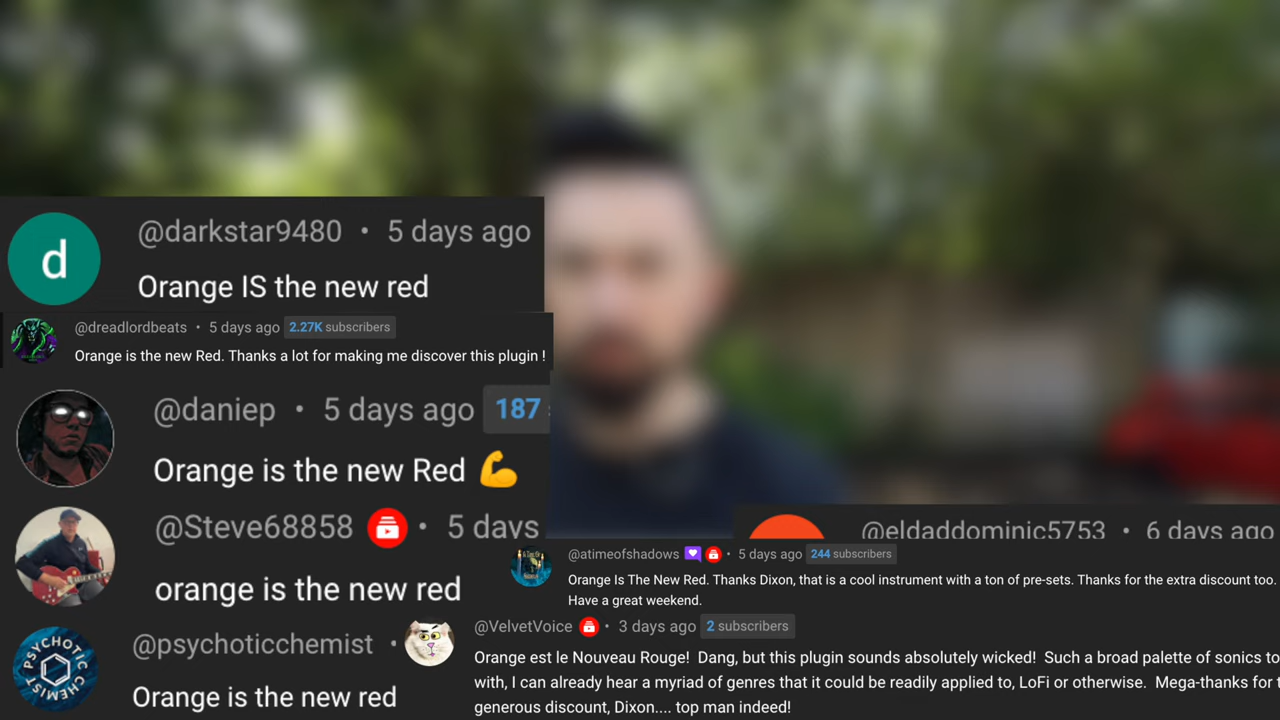 d
@darkstar9480 • 5 days ago
Orange IS the new red
@dreadlordbeats • 5 days ago 2.27K subscribers
Orange is the new Red. Thanks a lot for making me discover this plugin !
@daniep • 5 days ago 187
Orange is the new Red 💪
@Steve68858 • 5 days
orange is the new red
PSYCHOTIC CHEMIST
@psychoticchemist •
Orange is the new red
@eldaddominic5753 • 6 days ago
@atimeofshadows • 5 days ago 244 subscribers
Orange Is The New Red. Thanks Dixon, that is a cool instrument with a ton of pre-sets. Thanks for the extra discount too.
Have a great weekend.
@VelvetVoice • 3 days ago 2 subscribers
Orange est le Nouveau Rouge! Dang, but this plugin sounds absolutely wicked! Such a broad palette of sonics to
with, I can already hear a myriad of genres that it could be readily applied to, LoFi or otherwise. Mega-thanks for
generous discount, Dixon.... top man indeed!